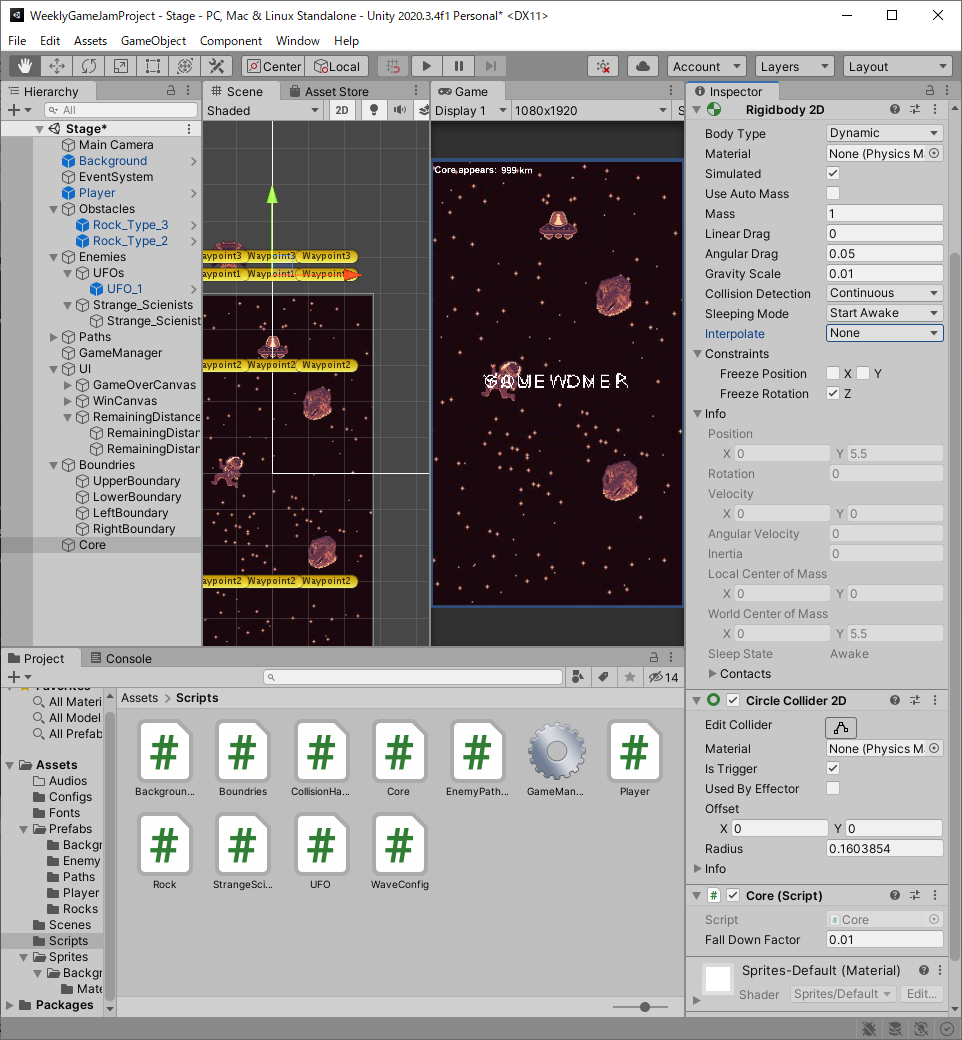 WeeklyGameJamProject - Stage - PC, Mac & Linux Standalone - Unity 2020.3.4f1 Personal* <DX11>
File Edit Assets GameObject Component Window Help
Center Local Account Layers Layout
Hierarchy
All
Stage*
Main Camera
Background
EventSystem
Player
Obstacles
Rock_Type_3
Rock_Type_2
Enemies
UFOs
UFO_1
Strange_Scienists
Strange_Scienist
Paths
GameManager
UI
GameOverCanvas
WinCanvas
RemainingDistance
RemainingDistan
RemainingDistan
Boundries
UpperBoundary
LowerBoundary
LeftBoundary
RightBoundary
Core
Scene Asset Store
Shaded 2D
aypoint3 Waypoint3 Waypoint3
aypoint1 Waypoint1
aypoint2 Waypoint2 Waypoint2
aypoint2 Waypoint2 Waypoint2
Game
Display 1 1080x1920 S
Core appears: 999 km
Inspector
Rigidbody 2D
Body Type Dynamic
Material None (Physics M
Simulated
Use Auto Mass
Mass 1
Linear Drag 0
Angular Drag 0.05
Gravity Scale 0.01
Collision Detection Continuous
Sleeping Mode Start Awake
Interpolate None
Constraints
Freeze Position X Y
Freeze Rotation Z
Info
Position
X 0 Y 5.5
Rotation 0
Velocity
X 0 Y 0
Angular Velocity 0
Inertia 0
Local Center of Mass
X 0 Y 0
World Center of Mass
X 0 Y 5.5
Sleep State Awake
Contacts
Circle Collider 2D
Edit Collider
Material None (Physics M
Is Trigger
Used By Effector
Offset
X 0 Y 0
Radius 0.1603854
Info
# Core (Script)
Script # Core
Fall Down Factor 0.01
Sprites-Default (Material)
Shader Sprites/Default Edit...
Project Console
14
Favorites
All Materi
All Model
All Prefab
Assets
Audios
Configs
Fonts
Prefabs
Backgr
Enemy
Paths
Player
Rocks
Scenes
Scripts
Sprites
Backgr
Mate
Packages
Assets > Scripts
# # # # # #
Backgroun... Boundries CollisionHa... Core EnemyPath... GameMan... Player
# # # #
Rock StrangeSci... UFO WaveConfig